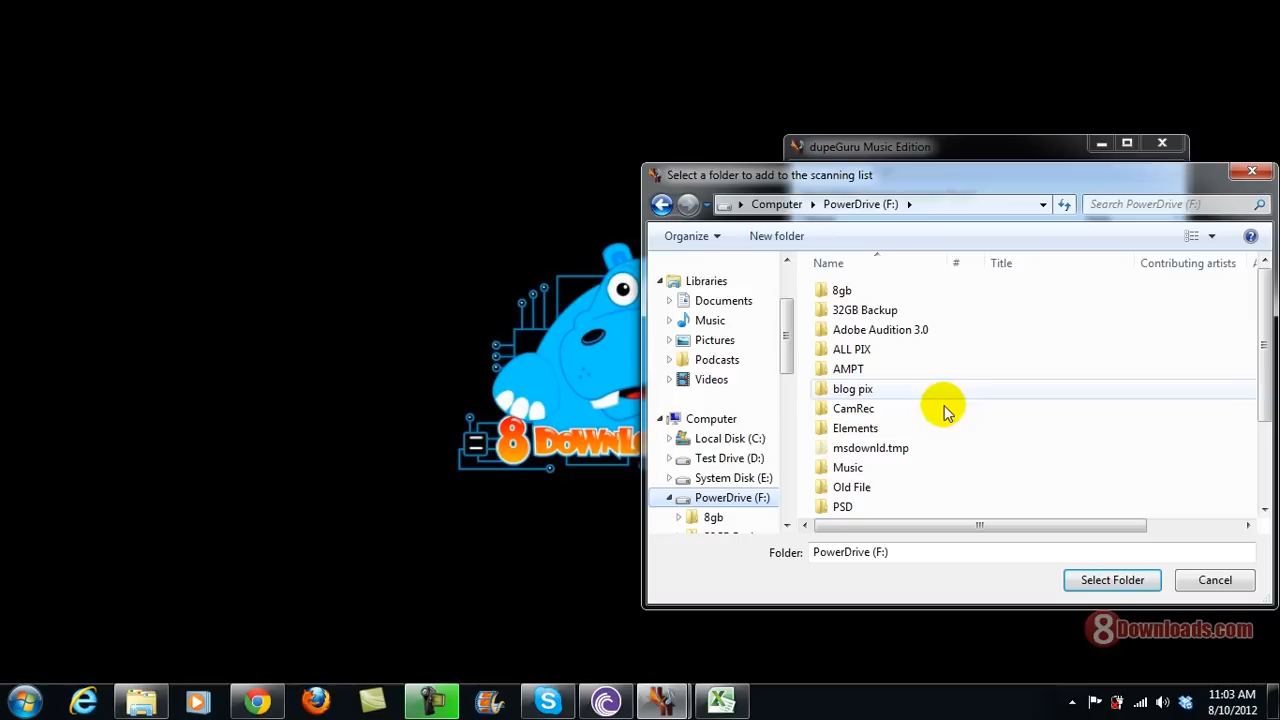 dupeGuru Music Edition
Select a folder to add to the scanning list
Computer PowerDrive (F:)
Search PowerDrive (F:)
Organize
New folder
Name # Title Contributing artists
Libraries
Documents
Music
Pictures
Podcasts
Videos
Computer
Local Disk (C:)
Test Drive (D:)
System Disk (E:)
PowerDrive (F:)
8gb
8gb
32GB Backup
Adobe Audition 3.0
ALL PIX
AMPT
blog pix
CamRec
Elements
msdownld.tmp
Music
Old File
PSD
Folder: PowerDrive (F:)
Select Folder
Cancel
8 DOWNL
8Downloads.com
11:03 AM
8/10/2012